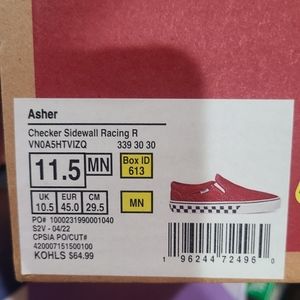 Asher
Checker Sidewall Racing R
VN0A5HTVIZQ 339 30 30
11.5 MN
Box ID
613
UK EUR CM
10.5 45.0 29.5
MN
PO# 1000231990001040
S2V - 04/22
CPSIA PO/CUT#
420007151500100
KOHLS $64.99
1 96244 72496 0